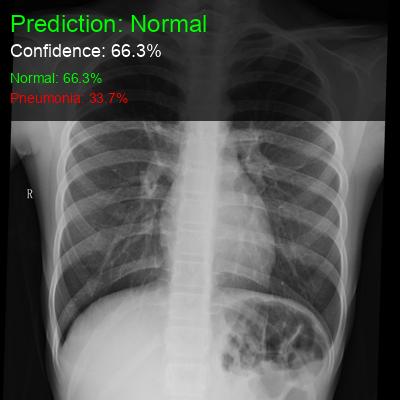 Prediction: Normal
Confidence: 66.3%
Normal: 66.3%
Pneumonia: 33.7%
R